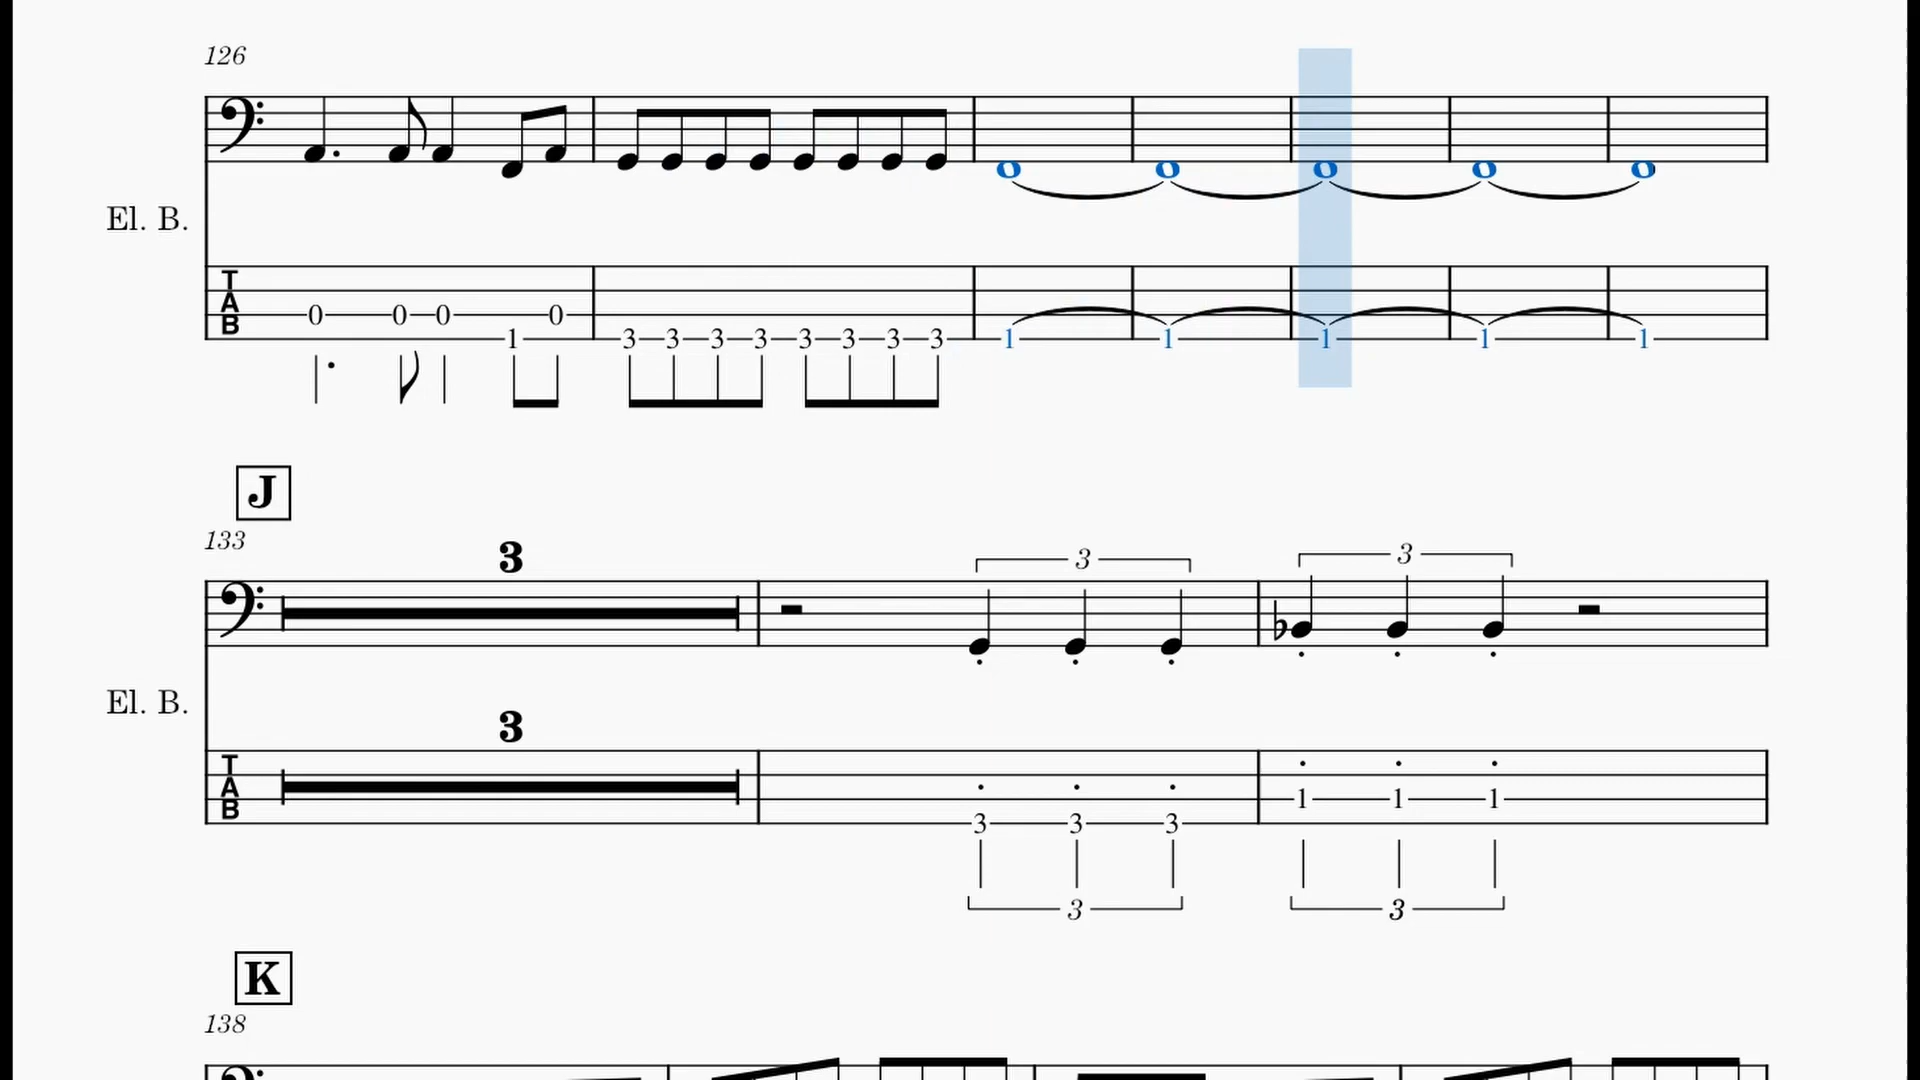 126
El. B.
T
A
B
0 0 0 1 0 3 3 3 3 3 3 3 3 1 1 1 1 1
J
133
3 3 3
El. B.
3
T
A
B
3 3 3 1 1 1
3 3
K
138